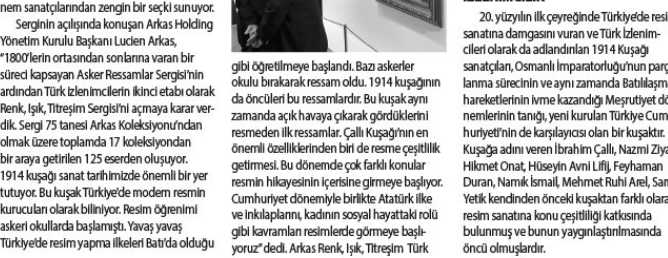 nem sanatçılarından zengin bir seçki sunuyor.
Serginin açılışında konuşan Arkas Holding
Yönetim Kurulu Başkanı Lucien Arkas,
“1800’lerin ortasından sonlarına varan bir
süreci kapsayan Asker Ressamlar Sergisi’nin
ardından Türk izlenimcilerin ikinci etabı olarak
Renk, Işık, Titreşim Sergisi’ni açmaya karar ver-
dik. Sergi 75 tanesi Arkas Koleksiyonu’ndan
olmak üzere toplamda 17 koleksiyondan
bir araya getirilen 125 eserden oluşuyor.
1914 kuşağı sanat tarihimizde önemli bir yer
tutuyor. Bu kuşak Türkiye’de modern resmin
kurucuları olarak biliniyor. Resim öğrenimi
askeri okullarda başlamıştı. Yavaş yavaş
Türkiye’de resim yapma ilkeleri Batı’da olduğu
gibi öğretilmeye başlandı. Bazı askerler
okulu bırakarak ressam oldu. 1914 kuşağının
da öncüleri bu ressamlardır. Bu kuşak aynı
zamanda açık havaya çıkarak gördüklerini
resmeden ilk ressamlar. Çallı Kuşağı’nın en
önemli özelliklerinden biri de resme çeşitlilik
getirmesi. Bu dönemde çok farklı konular
resmin hikayesinin içerisine girmeye başlıyor.
Cumhuriyet dönemiyle birlikte Atatürk ilke
ve inkılaplarını, kadının sosyal hayattaki rolü
gibi kavramları resimlerde görmeye başlı-
yoruz” dedi. Arkas Renk, Işık, Titreşim Türk
20. yüzyılın ilk çeyreğinde Türkiye’de resi
sanatına damgasını vuran ve Türk İzlenim-
cileri olarak da adlandırılan 1914 Kuşağı
sanatçıları, Osmanlı İmparatorluğu’nun parç
lanma sürecinin ve aynı zamanda Batılılaşma
hareketlerinin ivme kazandığı Meşrutiyet dö
nemlerinin tanığı, yeni kurulan Türkiye Cum
huriyeti’nin de karşılayıcısı olan bir kuşaktır.
Kuşağa adını veren İbrahim Çallı, Nazmi Ziya
Hikmet Onat, Hüseyin Avni Lifij, Feyhaman
Duran, Namık İsmail, Mehmet Ruhi Arel, Sam
Yetik kendinden önceki kuşaktan farklı olara
resim sanatına konu çeşitliliği katkısında
bulunmuş ve bunun yaygınlaştırılmasında
öncü olmuşlardır.